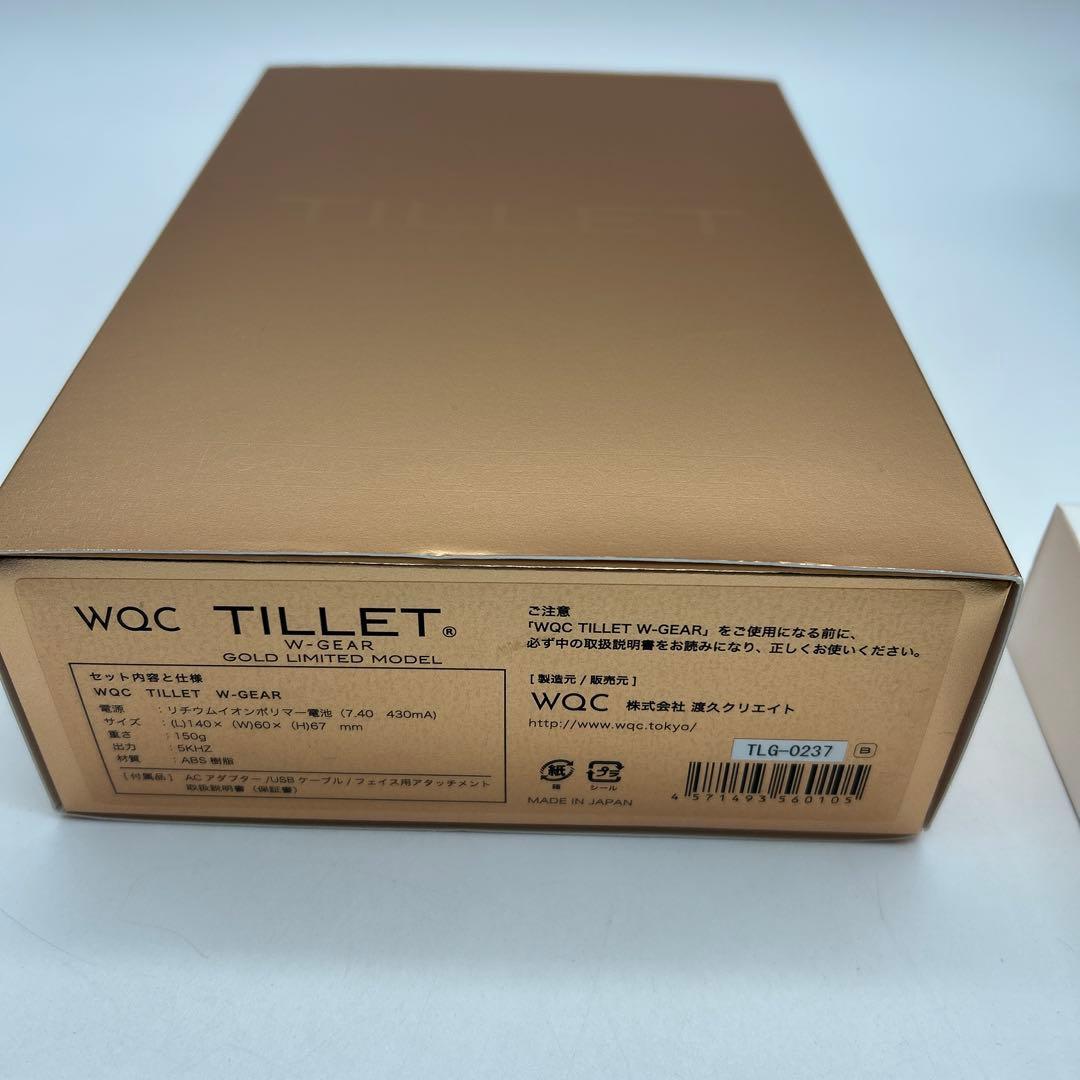 TILLET
WQC TILLET®
W-GEAR
GOLD LIMITED MODEL
セット内容と仕様
WQC TILLET W-GEAR
電源 : リチウムイオンポリマー電池 (7.40 430mA)
サイズ : (L)140× (W)60× (H)67 mm
重さ : 150g
出力 : 5KHZ
材質 : ABS樹脂
[付属品] ACアダプター/USBケーブル/フェイス用アタッチメント
取扱説明書(保証書)
ご注意
「WQC TILLET W-GEAR」をご使用になる前に、
必ず中の取扱説明書をお読みになり、正しくお使いください。
[製造元/販売元]
WQC 株式会社 渡久クリエイト
http://www.wqc.tokyo/
TLG-0237 B
紙 プラ
箱 シール
MADE IN JAPAN
4 571493 560105